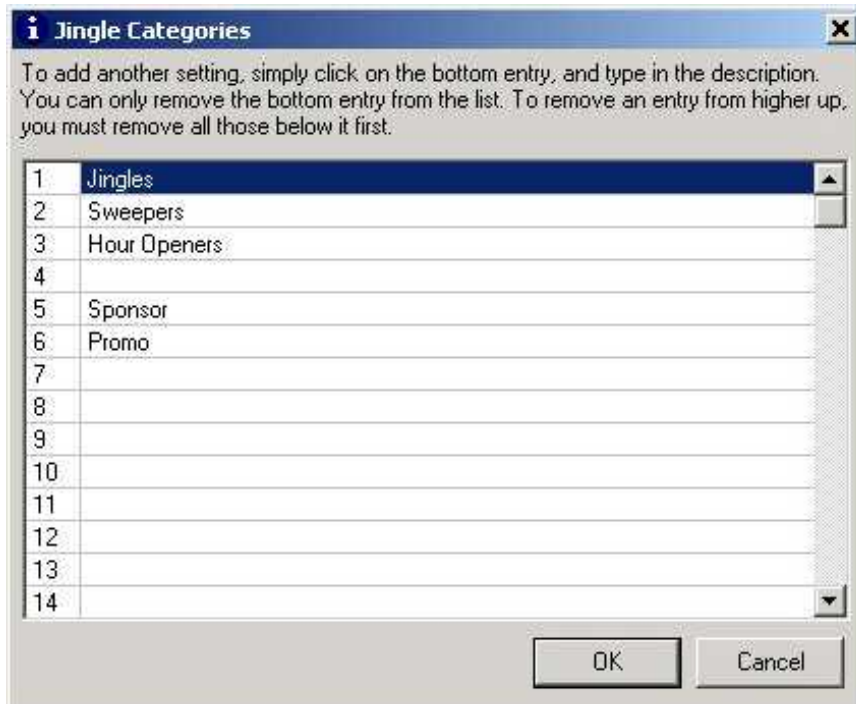 i Jingle Categories
To add another setting, simply click on the bottom entry, and type in the description.
You can only remove the bottom entry from the list. To remove an entry from higher up,
you must remove all those below it first.
1 Jingles
2 Sweepers
3 Hour Openers
4
5 Sponsor
6 Promo
7
8
9
10
11
12
13
14
OK Cancel